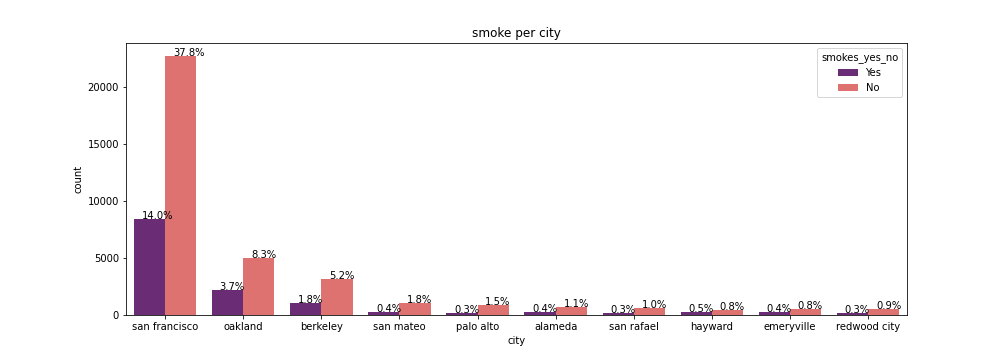 smoke per city
smokes_yes_no
Yes
No
count
20000
15000
10000
5000
0
14.0% 37.8%
3.7% 8.3%
1.8% 5.2%
0.4% 1.8%
0.3% 1.5%
0.4% 1.1%
0.3% 1.0%
0.5% 0.8%
0.4% 0.8%
0.3% 0.9%
san francisco oakland berkeley san mateo palo alto alameda san rafael hayward emeryville redwood city
city